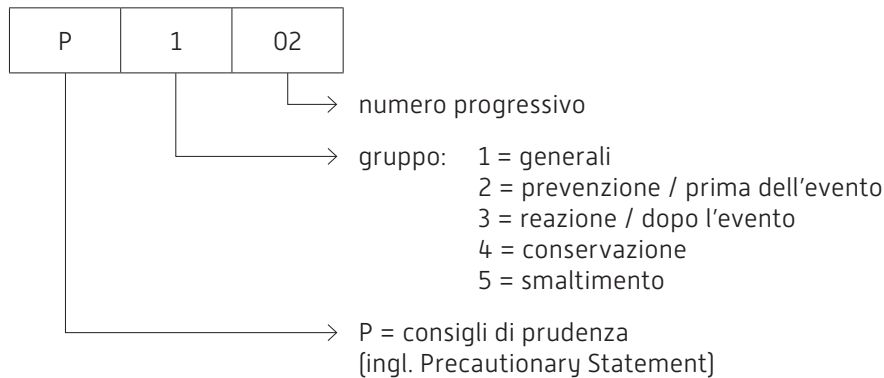 P 1 02
numero progressivo
gruppo: 1 = generali
2 = prevenzione / prima dell’evento
3 = reazione / dopo l’evento
4 = conservazione
5 = smaltimento
P = consigli di prudenza
(ingl. Precautionary Statement)